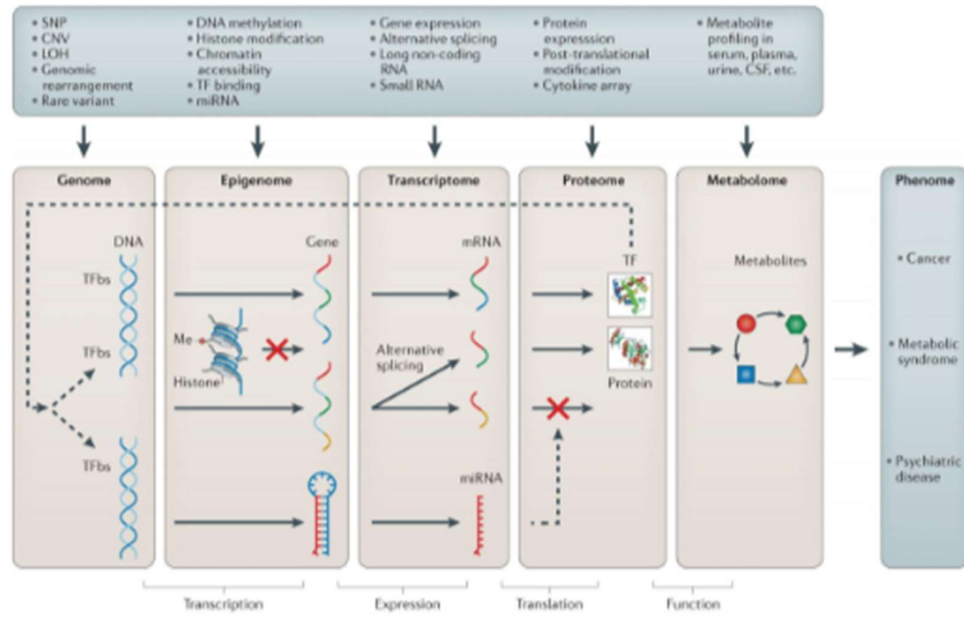 • SNP
• CNV
• LOH
• Genomic
rearrangement
• Rare variant
• DNA methylation
• Histone modification
• Chromatin
accessibility
• TF binding
• miRNA
• Gene expression
• Alternative splicing
• Long non-coding
RNA
• Small RNA
• Protein
expresssion
• Post-translational
modification
• Cytokine array
• Metabolite
profiling in
serum, plasma,
urine, CSF, etc.
Genome
Epigenome
Transcriptome
Proteome
Metabolome
Phenome
DNA
TFbs
TFbs
TFbs
Gene
Me
Histone
mRNA
Alternative
splicing
miRNA
TF
Protein
Metabolites
• Cancer
• Metabolic
syndrome
• Psychiatric
disease
Transcription
Expression
Translation
Function